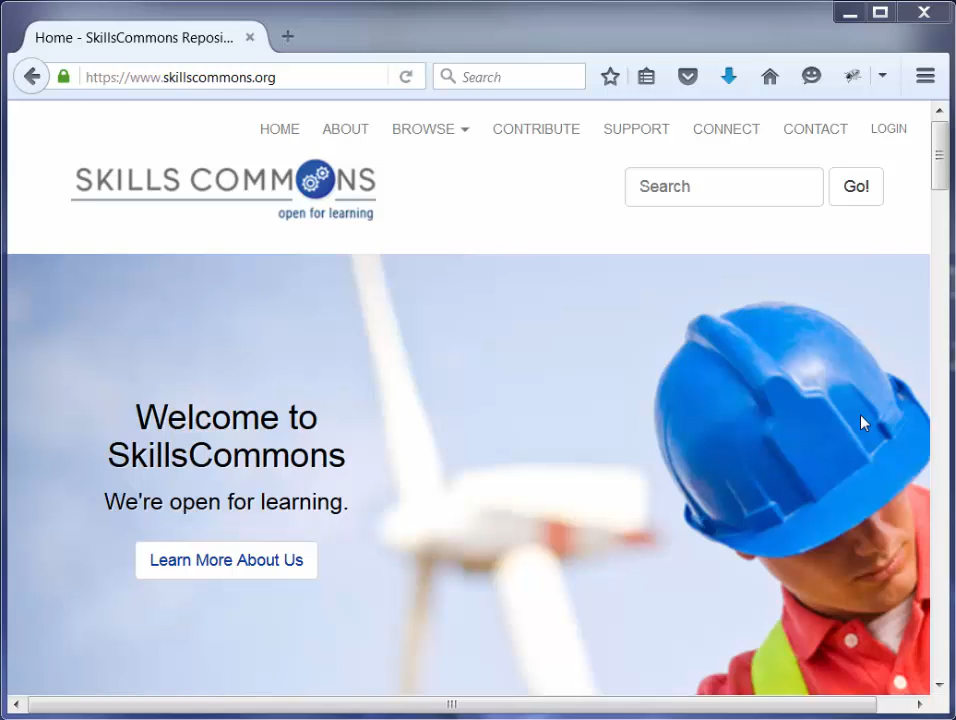 Home - SkillsCommons Reposi...
https://www.skillscommons.org
Search
HOME ABOUT BROWSE CONTRIBUTE SUPPORT CONNECT CONTACT LOGIN
SKILLS COMMONS
open for learning
Search Go!
Welcome to
SkillsCommons
We're open for learning.
Learn More About Us